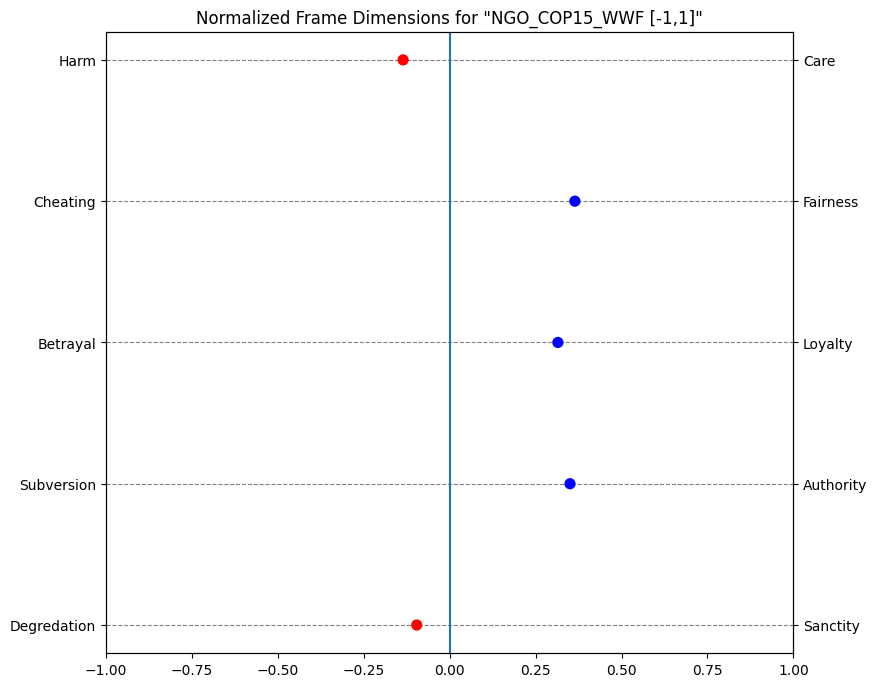 Normalized Frame Dimensions for "NGO_COP15_WWF [-1,1]"
Harm Care
Cheating Fairness
Betrayal Loyalty
Subversion Authority
Degredation Sanctity
−1.00 −0.75 −0.50 −0.25 0.00 0.25 0.50 0.75 1.00